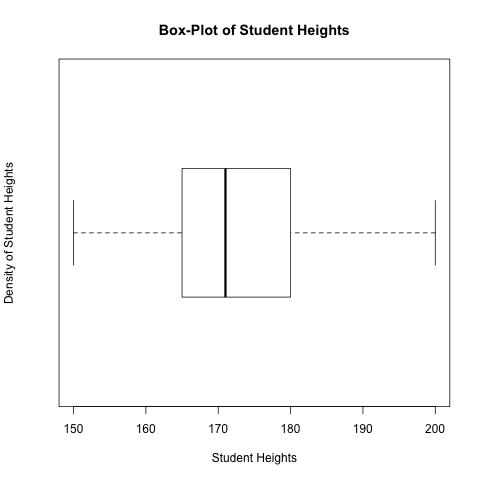 Box-Plot of Student Heights
Density of Student Heights
150 160 170 180 190 200
Student Heights